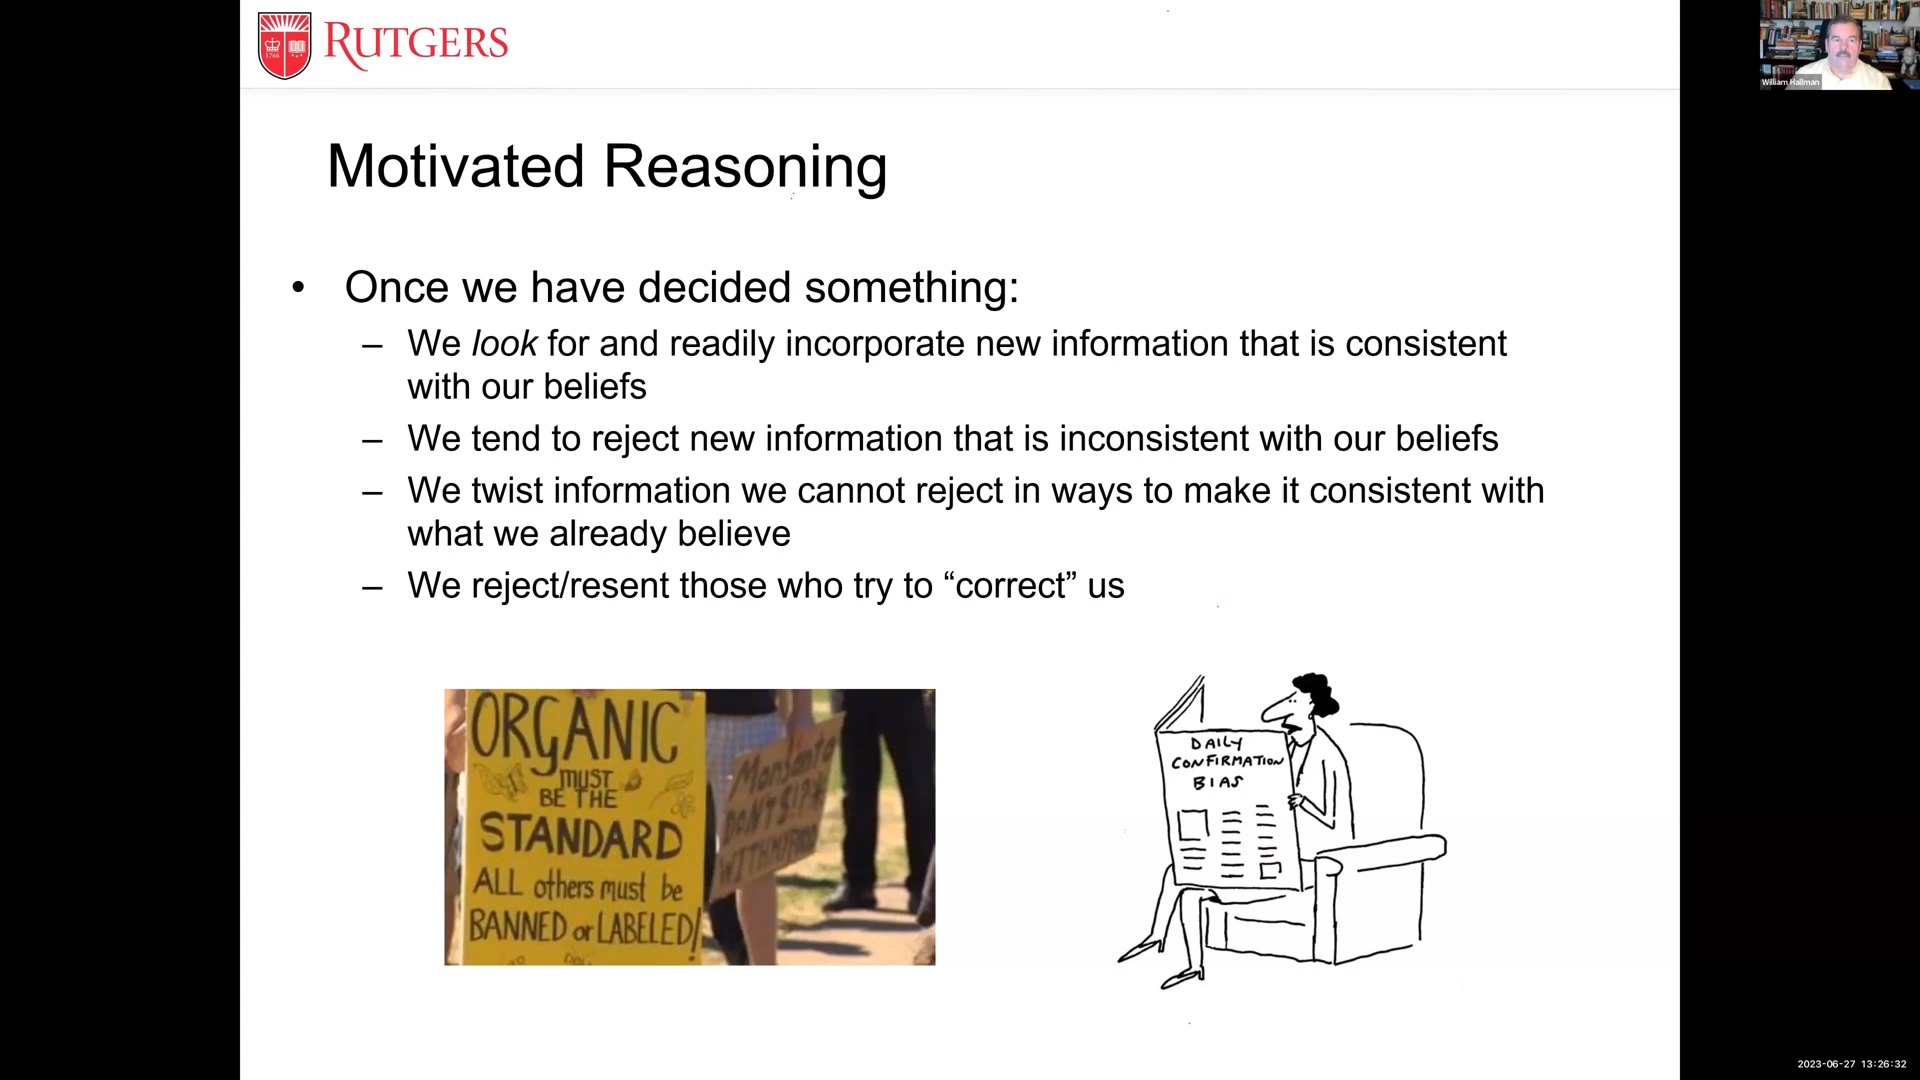 RUTGERS
1766
William Hallman
Motivated Reasoning
• Once we have decided something:
– We look for and readily incorporate new information that is consistent
with our beliefs
– We tend to reject new information that is inconsistent with our beliefs
– We twist information we cannot reject in ways to make it consistent with
what we already believe
– We reject/resent those who try to “correct” us
ORGANIC
MUST
BE THE
STANDARD
ALL others must be
BANNED or LABELED!
Monsanto
DAILY
CONFIRMATION
BIAS
2023-06-27 13:26:32